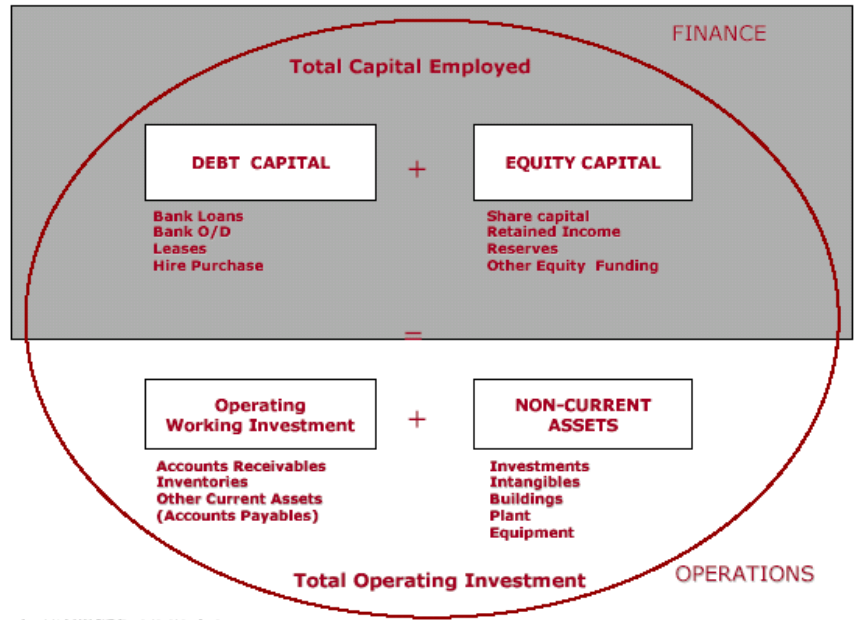 FINANCE
Total Capital Employed
DEBT CAPITAL
+
EQUITY CAPITAL
Bank Loans
Bank O/D
Leases
Hire Purchase
Share capital
Retained Income
Reserves
Other Equity Funding
=
Operating
Working Investment
+
NON-CURRENT
ASSETS
Accounts Receivables
Inventories
Other Current Assets
(Accounts Payables)
Investments
Intangibles
Buildings
Plant
Equipment
Total Operating Investment
OPERATIONS